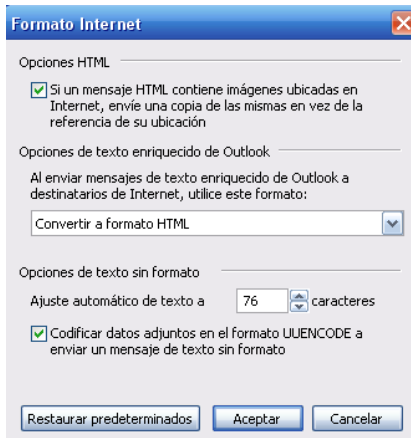 Formato Internet
Opciones HTML
Si un mensaje HTML contiene imágenes ubicadas en
Internet, envíe una copia de las mismas en vez de la
referencia de su ubicación
Opciones de texto enriquecido de Outlook
Al enviar mensajes de texto enriquecido de Outlook a
destinatarios de Internet, utilice este formato:
Convertir a formato HTML
Opciones de texto sin formato
Ajuste automático de texto a 76 caracteres
Codificar datos adjuntos en el formato UUENCODE a
enviar un mensaje de texto sin formato
Restaurar predeterminados Aceptar Cancelar